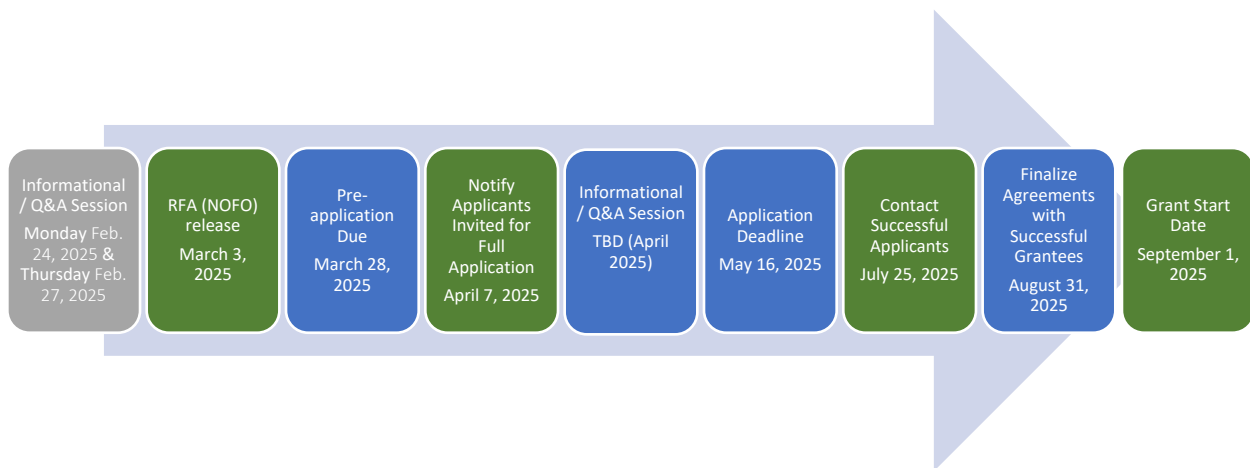 Informational
/ Q&A Session
Monday Feb.
24, 2025 &
Thursday Feb.
27, 2025
RFA (NOFO)
release
March 3,
2025
Pre-
application
Due
March 28,
2025
Notify
Applicants
Invited for
Full
Application
April 7, 2025
Informational
/ Q&A Session
TBD (April
2025)
Application
Deadline
May 16, 2025
Contact
Successful
Applicants
July 25, 2025
Finalize
Agreements
with
Successful
Grantees
August 31,
2025
Grant Start
Date
September 1,
2025